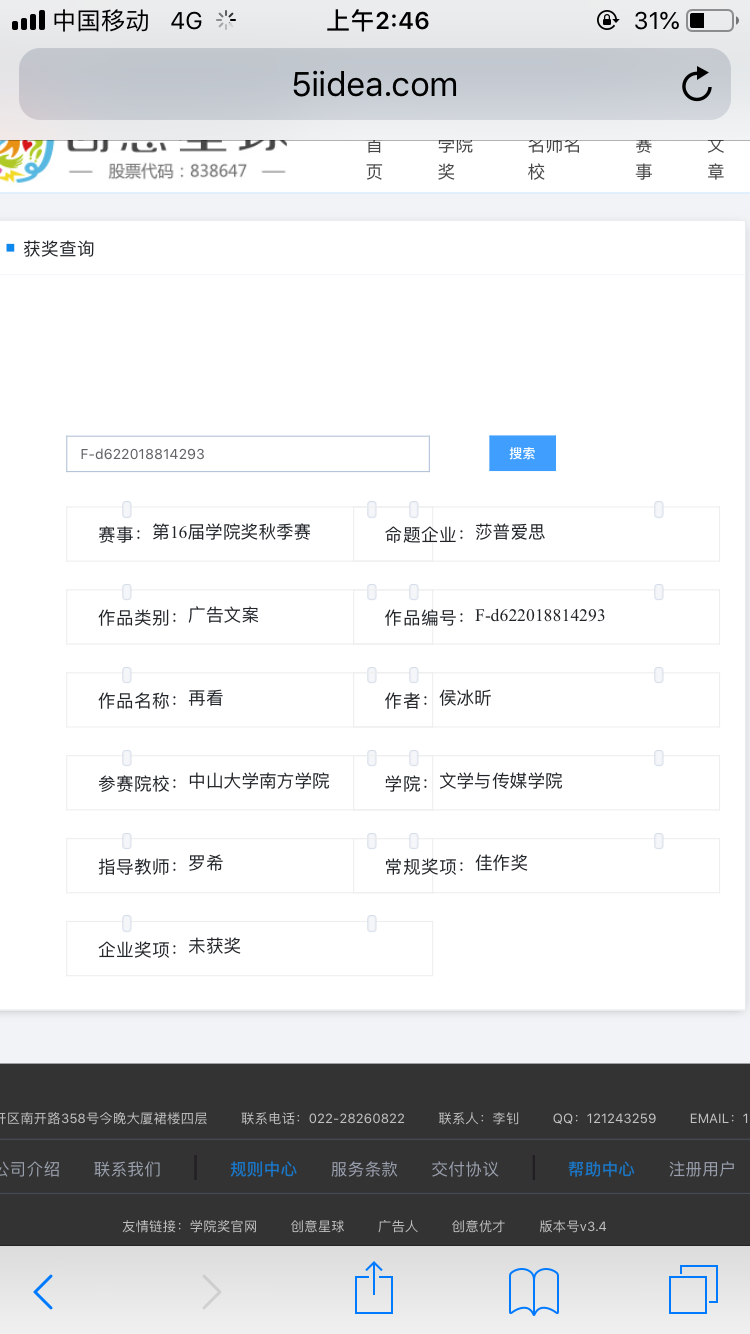 中国移动 4G 上午2:46 31%
5iidea.com
创意星球
股票代码：838647
首页 学院奖 名师名校 赛事 文章
获奖查询
F-d622018814293 搜索
赛事： 第16届学院奖秋季赛 命题企业： 莎普爱思
作品类别： 广告文案 作品编号： F-d622018814293
作品名称： 再看 作者： 侯冰昕
参赛院校： 中山大学南方学院 学院： 文学与传媒学院
指导教师： 罗希 常规奖项： 佳作奖
企业奖项： 未获奖
开区南开路358号今晚大厦裙楼四层 联系电话：022-28260822 联系人：李钊 QQ：121243259 EMAIL：1
公司介绍 联系我们 规则中心 服务条款 交付协议 帮助中心 注册用户
友情链接：学院奖官网 创意星球 广告人 创意优才 版本号v3.4